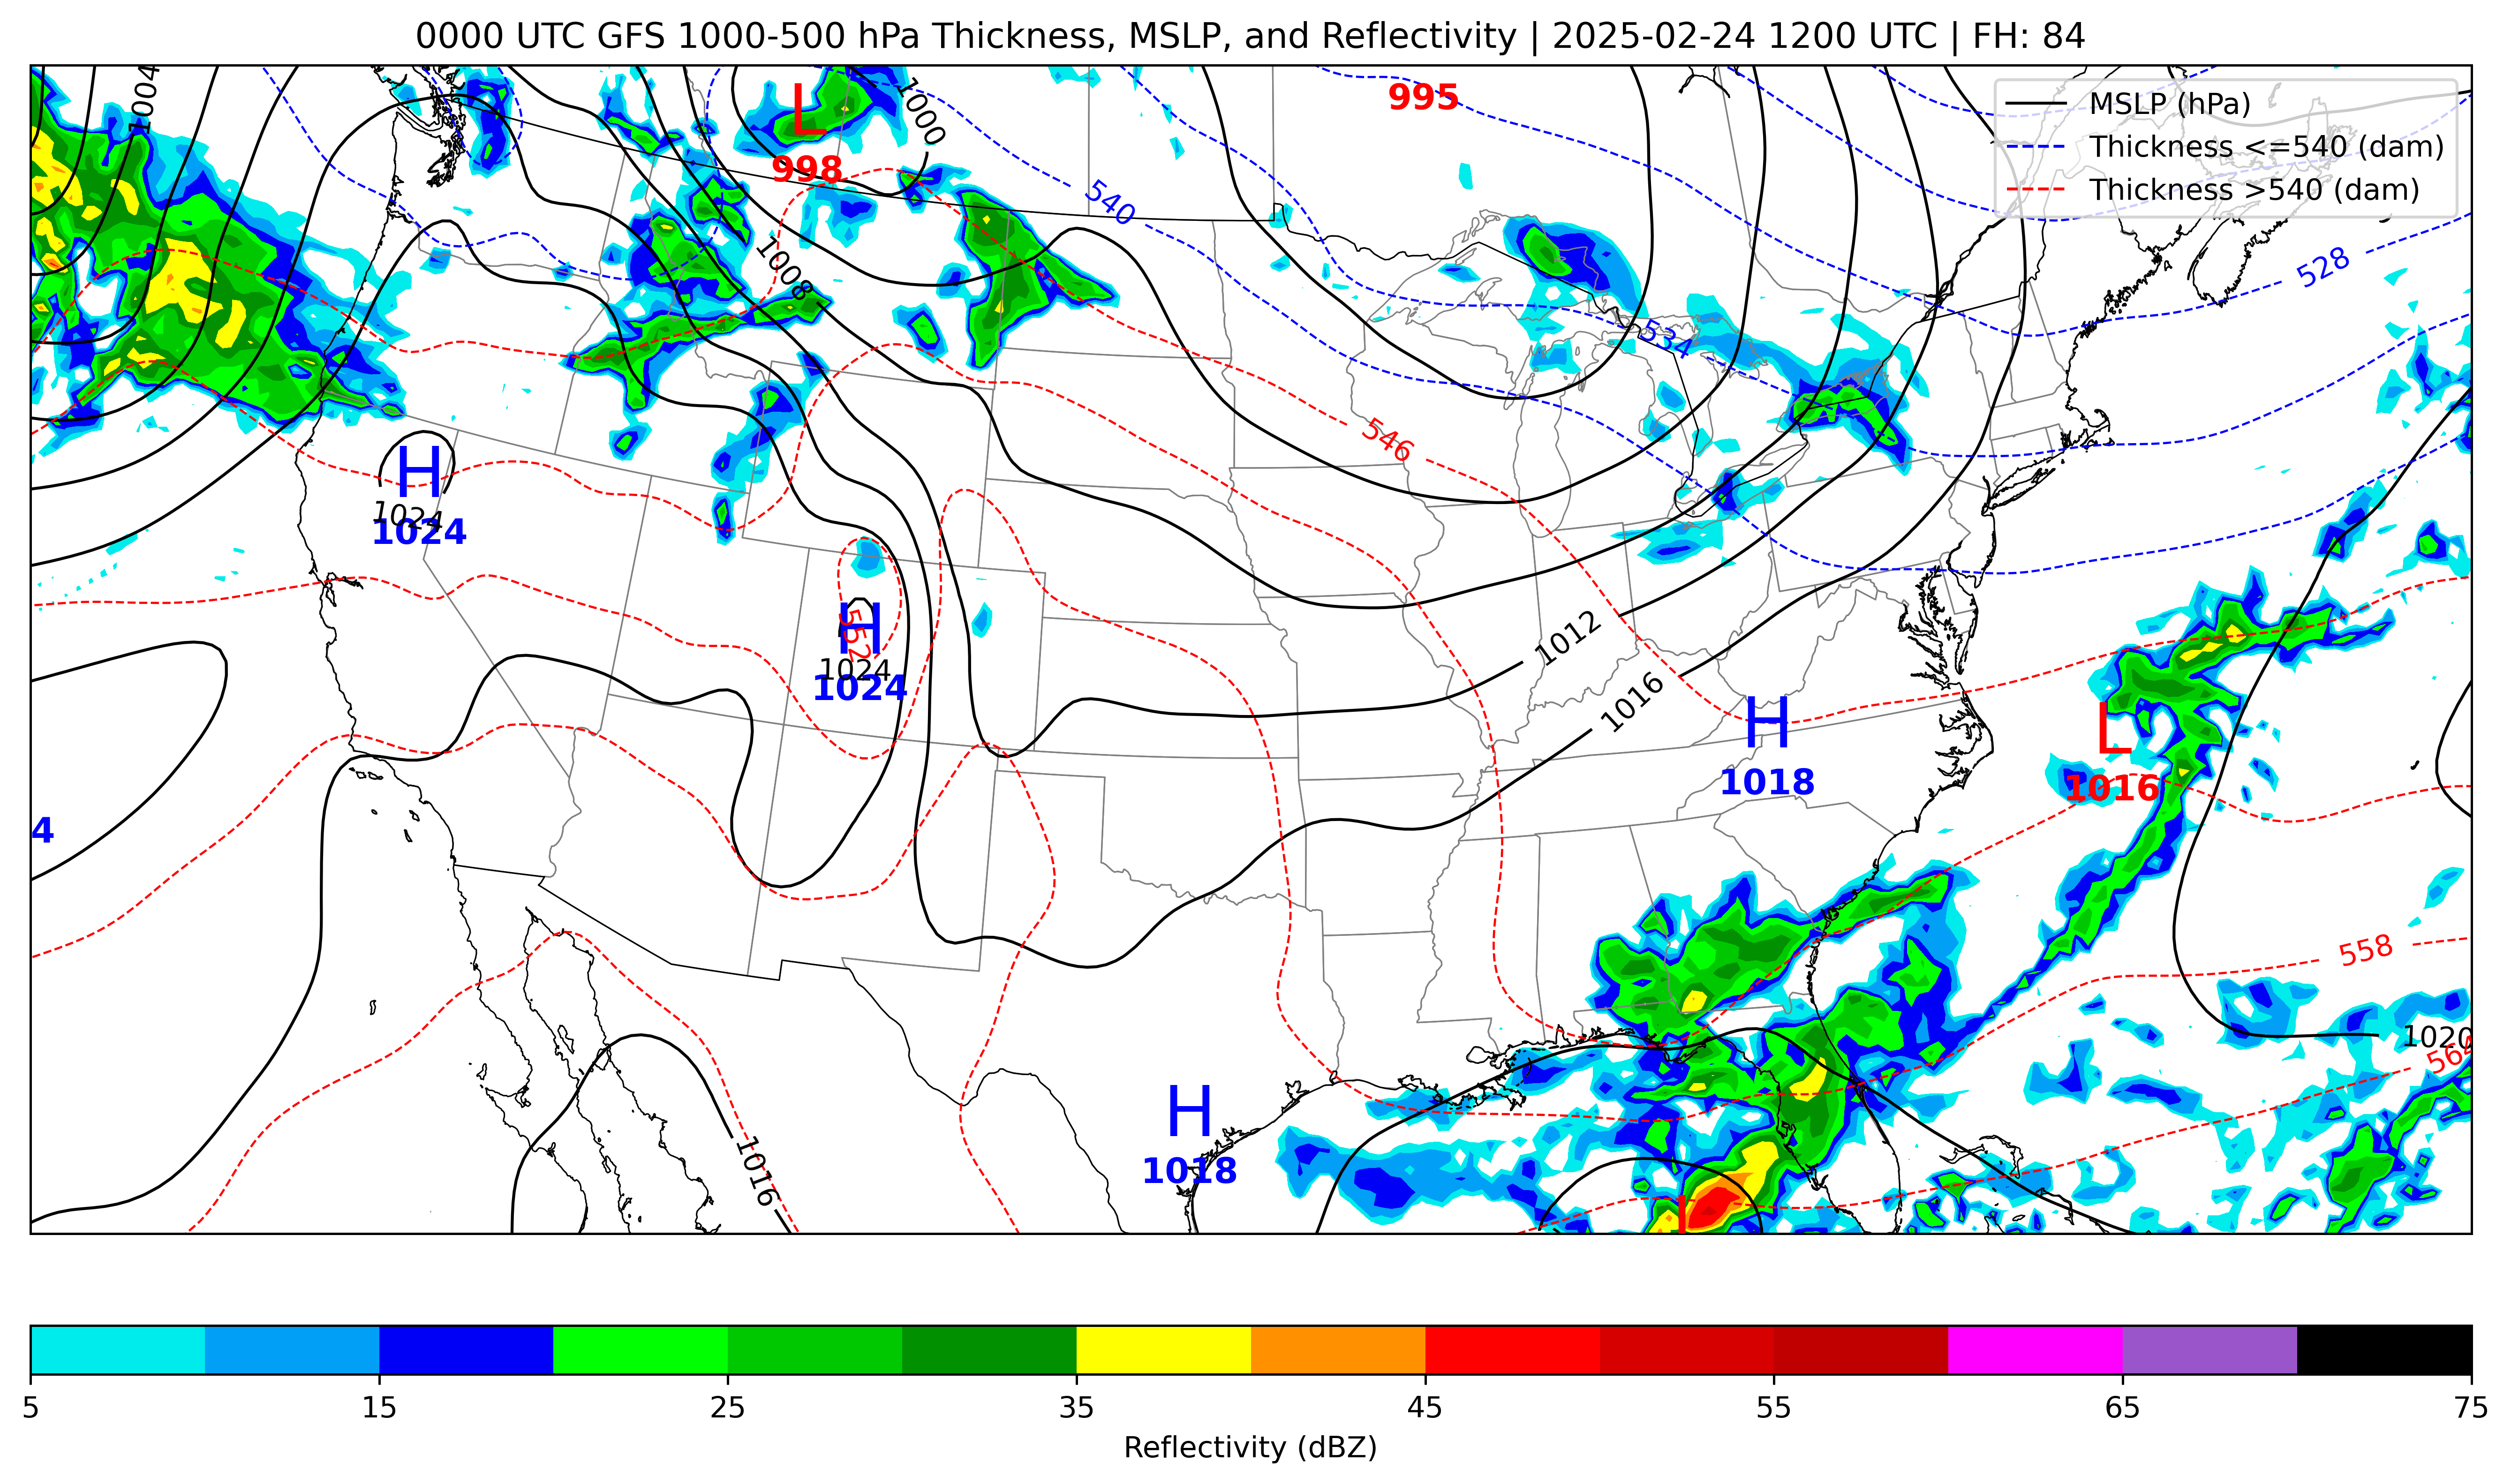 0000 UTC GFS 1000-500 hPa Thickness, MSLP, and Reflectivity | 2025-02-24 1200 UTC | FH: 84
MSLP (hPa)
Thickness <=540 (dam)
Thickness >540 (dam)
1004
L
998
1000
995
540
528
1008
534
546
H
1024
1024
H
552
1024
1024
1012
1016
H
1018
L
1016
4
558
1020
564
H
1018
1016
L
5
15
25
35
45
55
65
75
Reflectivity (dBZ)